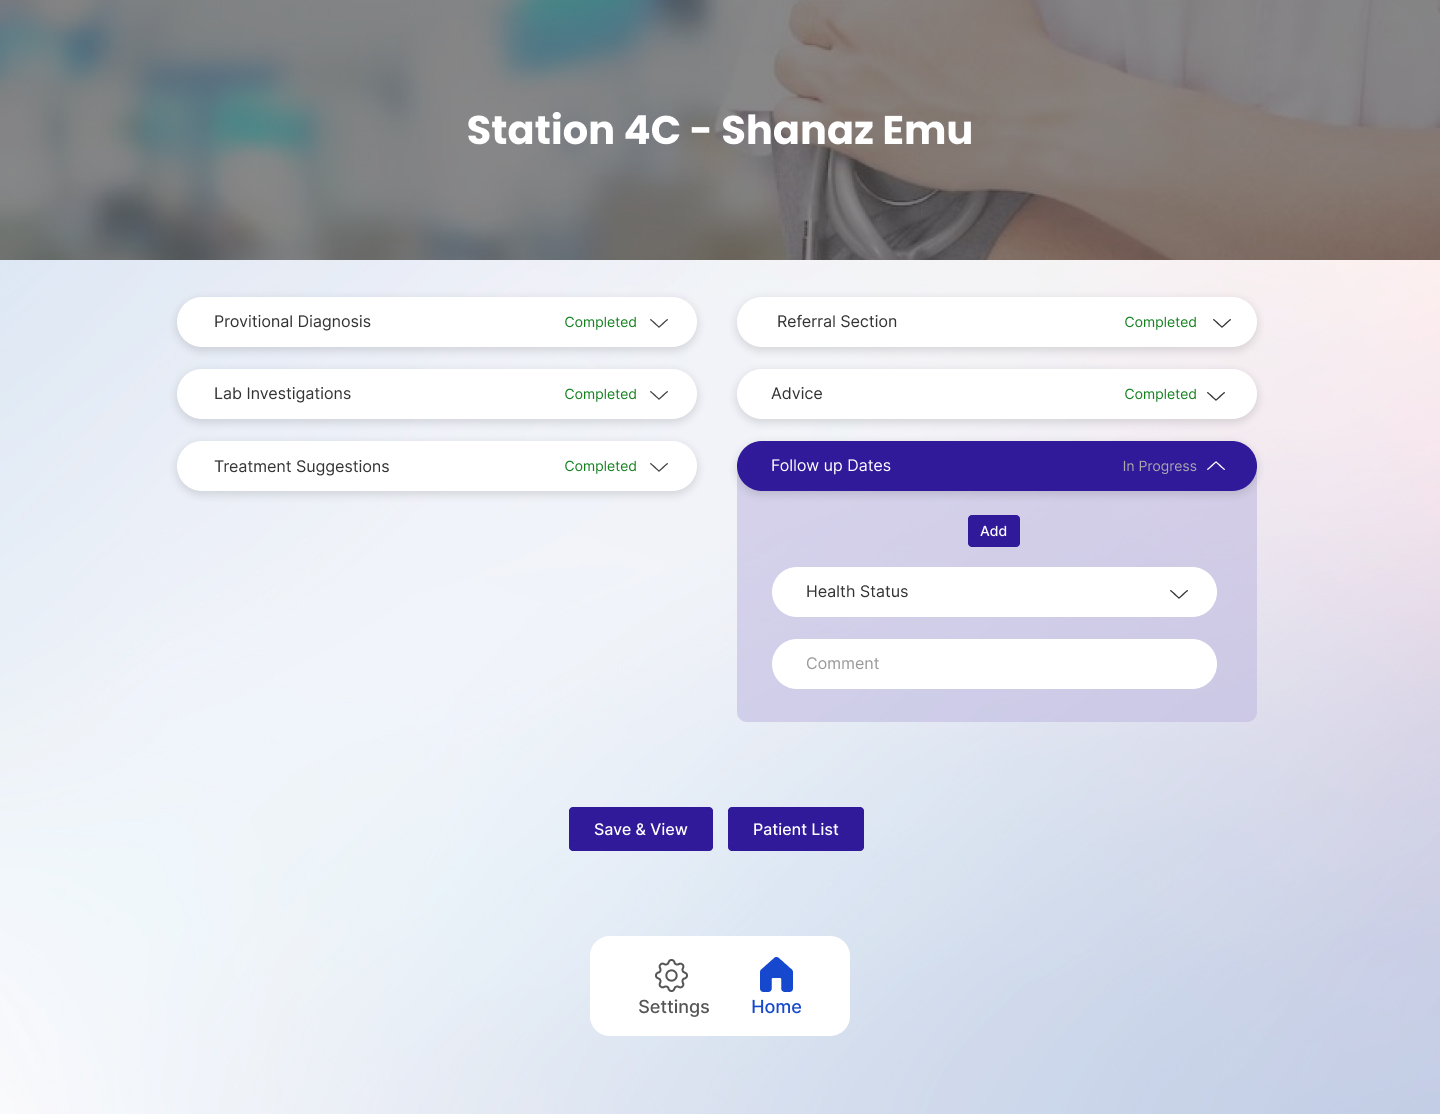 Station 4C - Shanaz Emu
Provitional Diagnosis Completed
Referral Section Completed
Lab Investigations Completed
Advice Completed
Treatment Suggestions Completed
Follow up Dates In Progress
Add
Health Status
Comment
Save & View Patient List
Settings Home